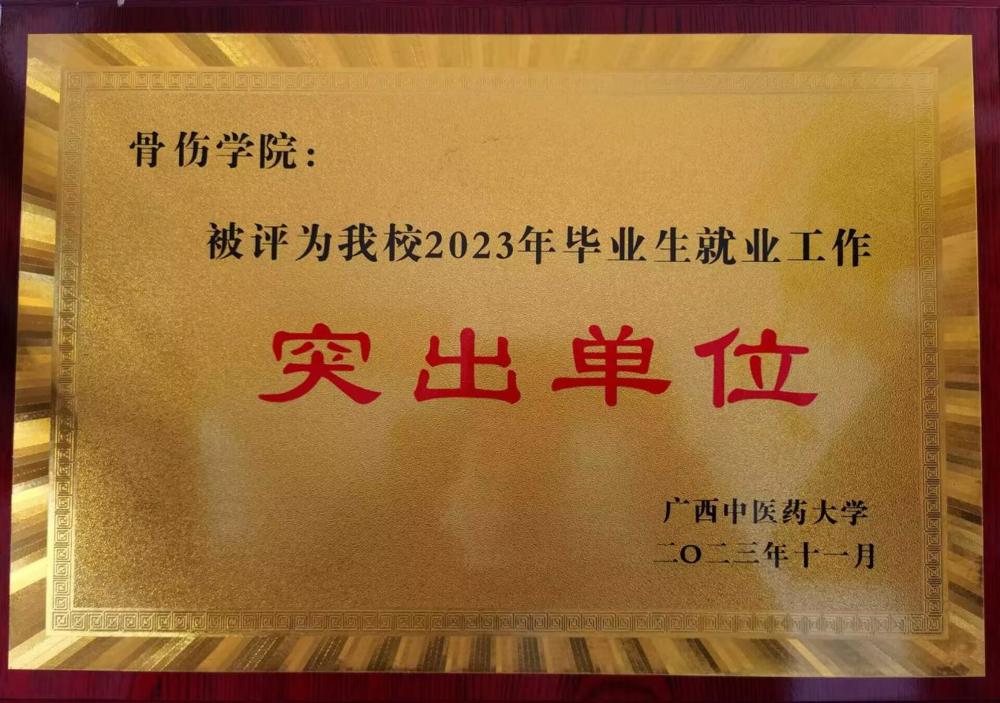 骨伤学院：
被评为我校2023年毕业生就业工作
突出单位
广西中医药大学
二〇二三年十一月